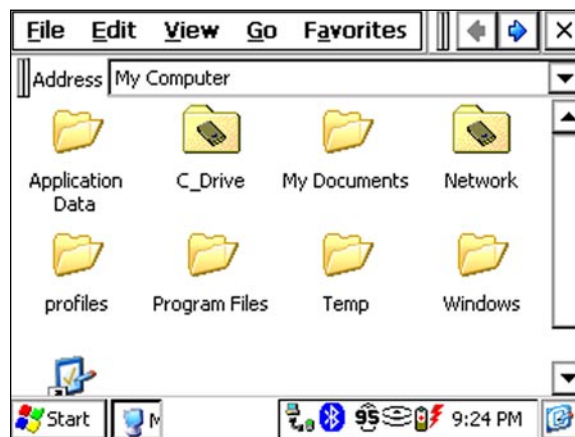 File Edit View Go Favorites
Address My Computer
Application Data C_Drive My Documents Network
profiles Program Files Temp Windows
Start M 95 9:24 PM